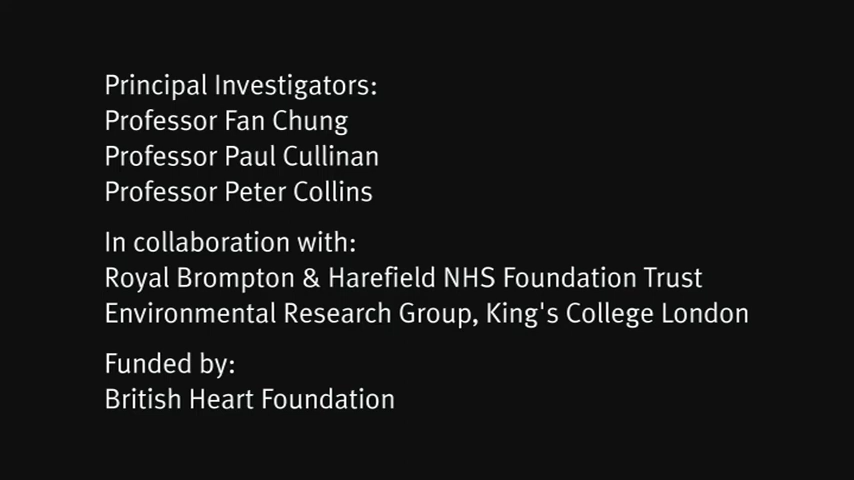 Principal Investigators:
Professor Fan Chung
Professor Paul Cullinan
Professor Peter Collins
In collaboration with:
Royal Brompton & Harefield NHS Foundation Trust
Environmental Research Group, King's College London
Funded by:
British Heart Foundation